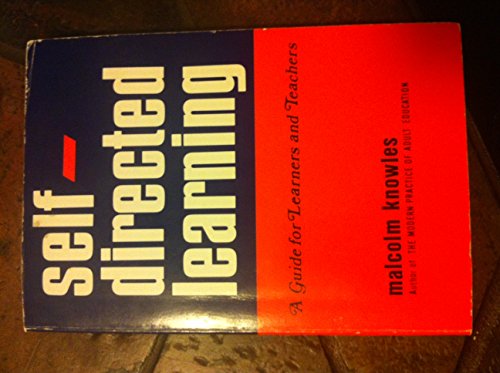 self-
directed
learning
A Guide for Learners and Teachers
malcolm knowles
Author of THE MODERN PRACTICE OF ADULT EDUCATION